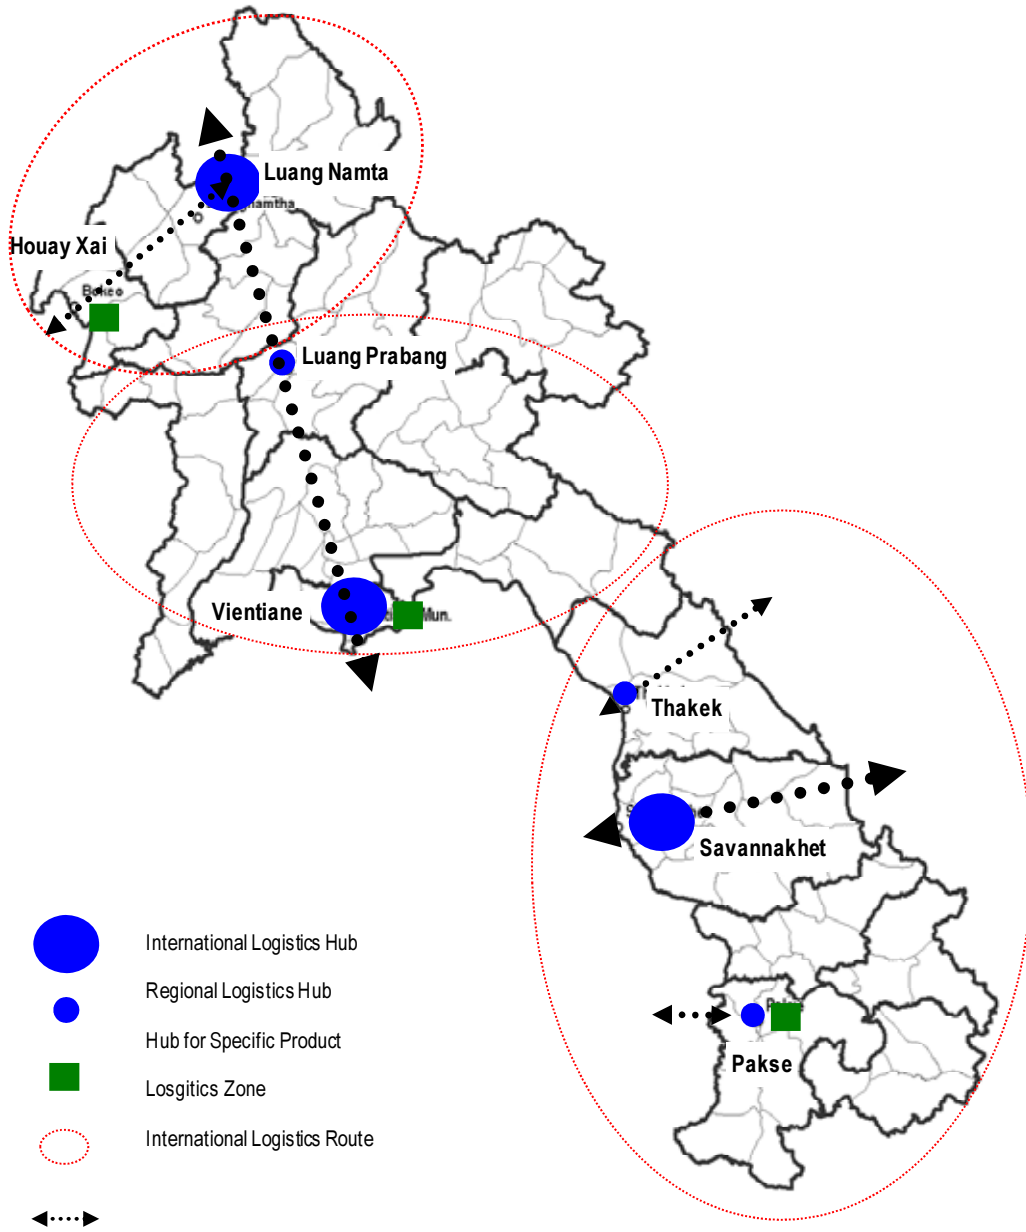 Luang Namta
Houay Xai
Bokeo
Luang Prabang
Vientiane
Mun.
Thakek
Savannakhet
Pakse
International Logistics Hub
Regional Logistics Hub
Hub for Specific Product
Losgitics Zone
International Logistics Route